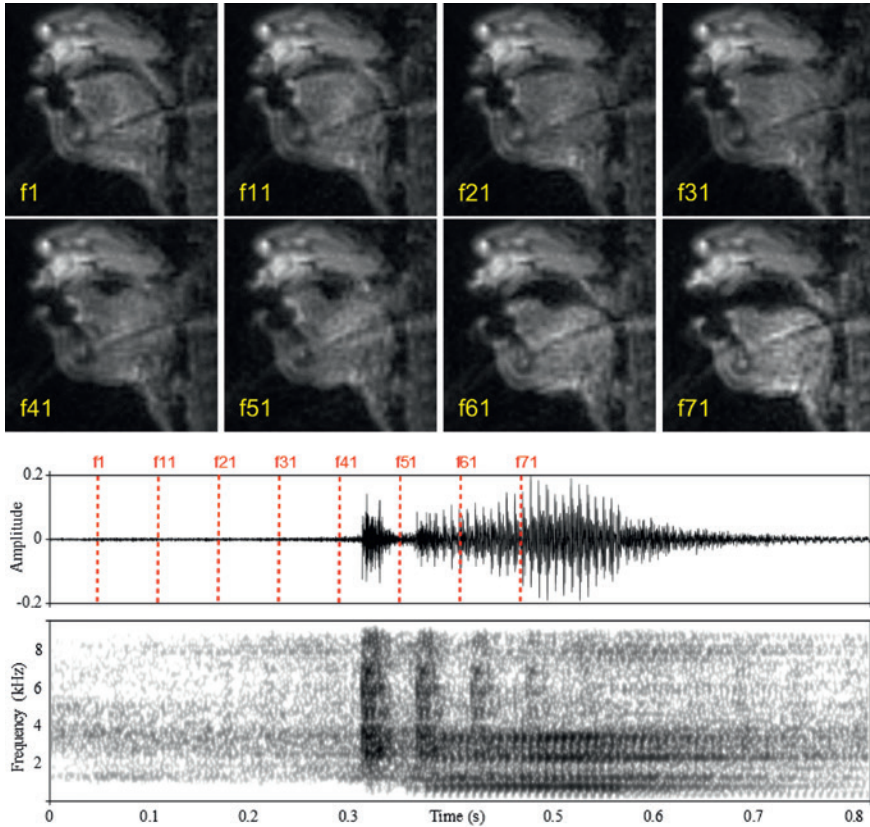 f1 f11 f21 f31
f41 f51 f61 f71
f1 f11 f21 f31 f41 f51 f61 f71
Amplitude
0.2
0
-0.2
Frequency (kHz)
8
6
4
2
0 0.1 0.2 0.3 0.4 Time (s) 0.5 0.6 0.7 0.8